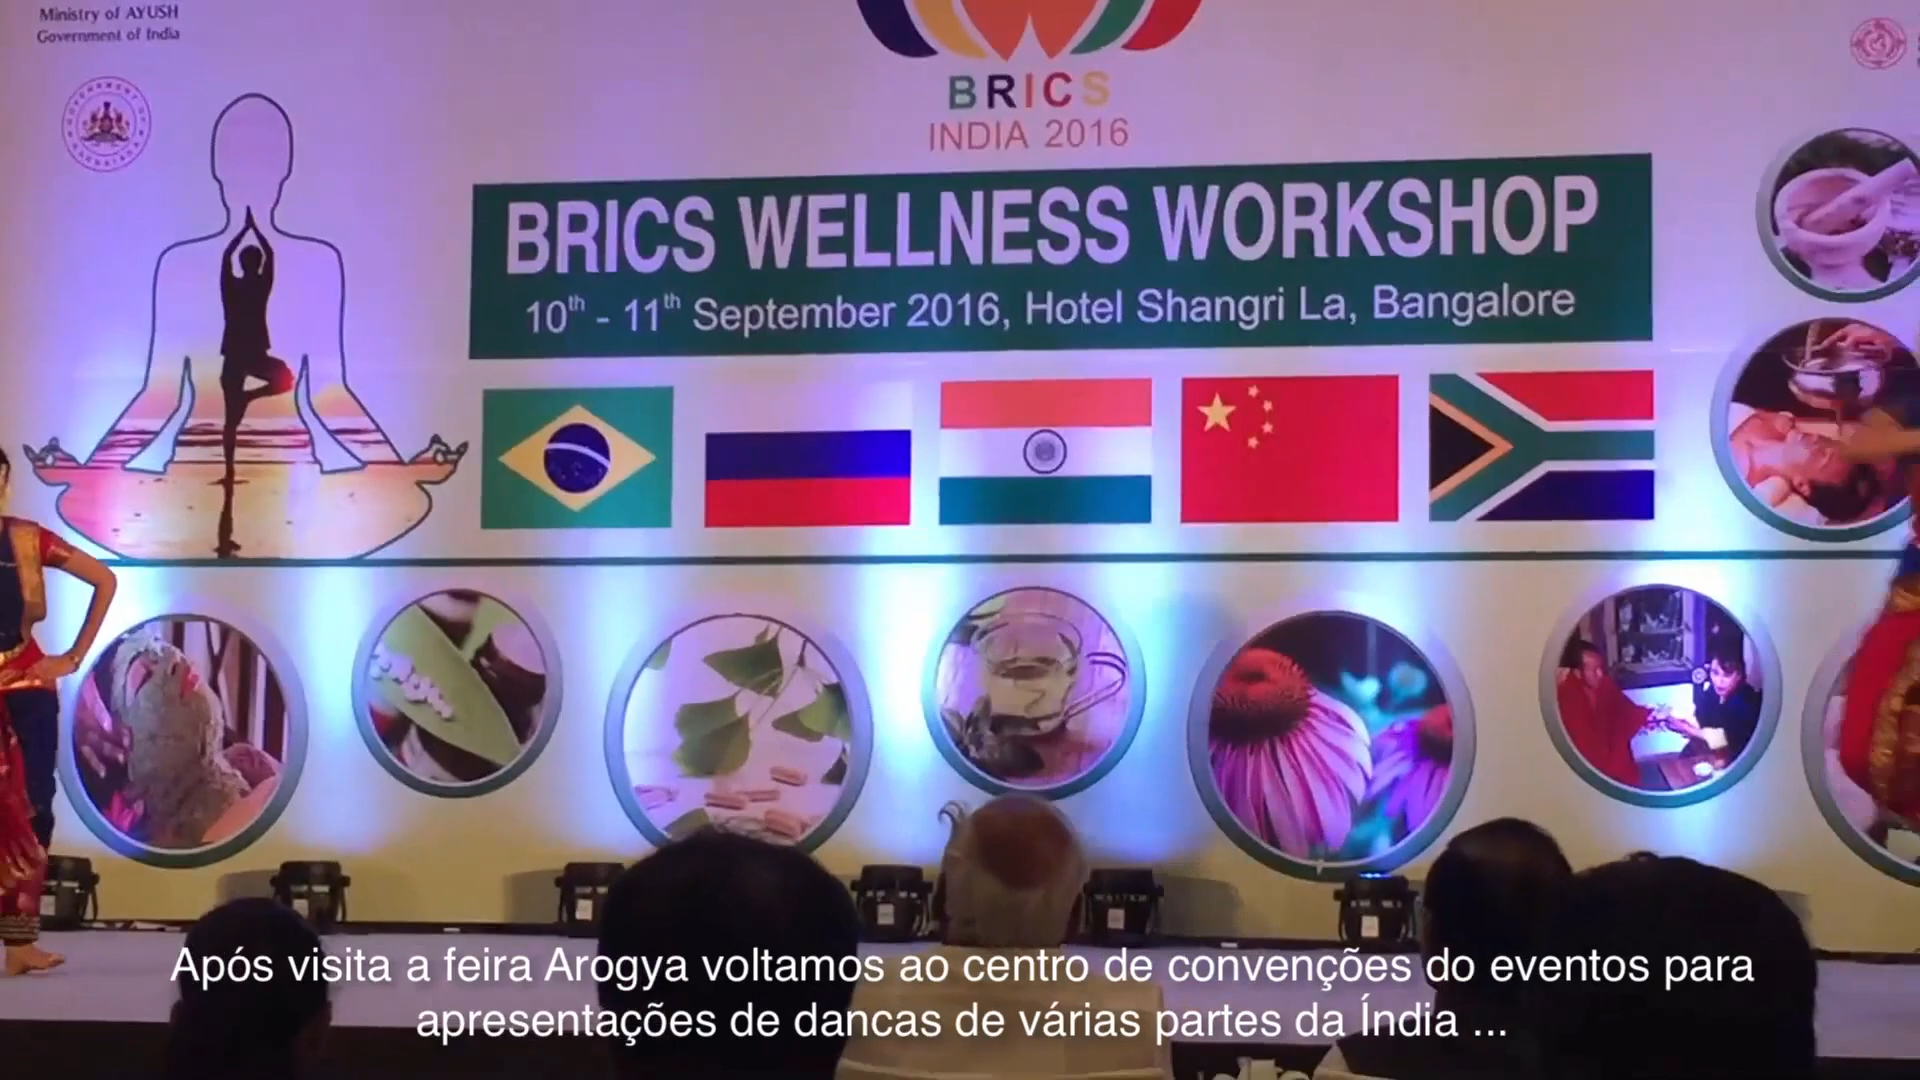 Ministry of AYUSH
Government of India
BRICS
INDIA 2016
BRICS WELLNESS WORKSHOP
10th - 11th September 2016, Hotel Shangri La, Bangalore
Após visita a feira Arogya voltamos ao centro de convenções do eventos para
apresentações de dancas de várias partes da Índia ...